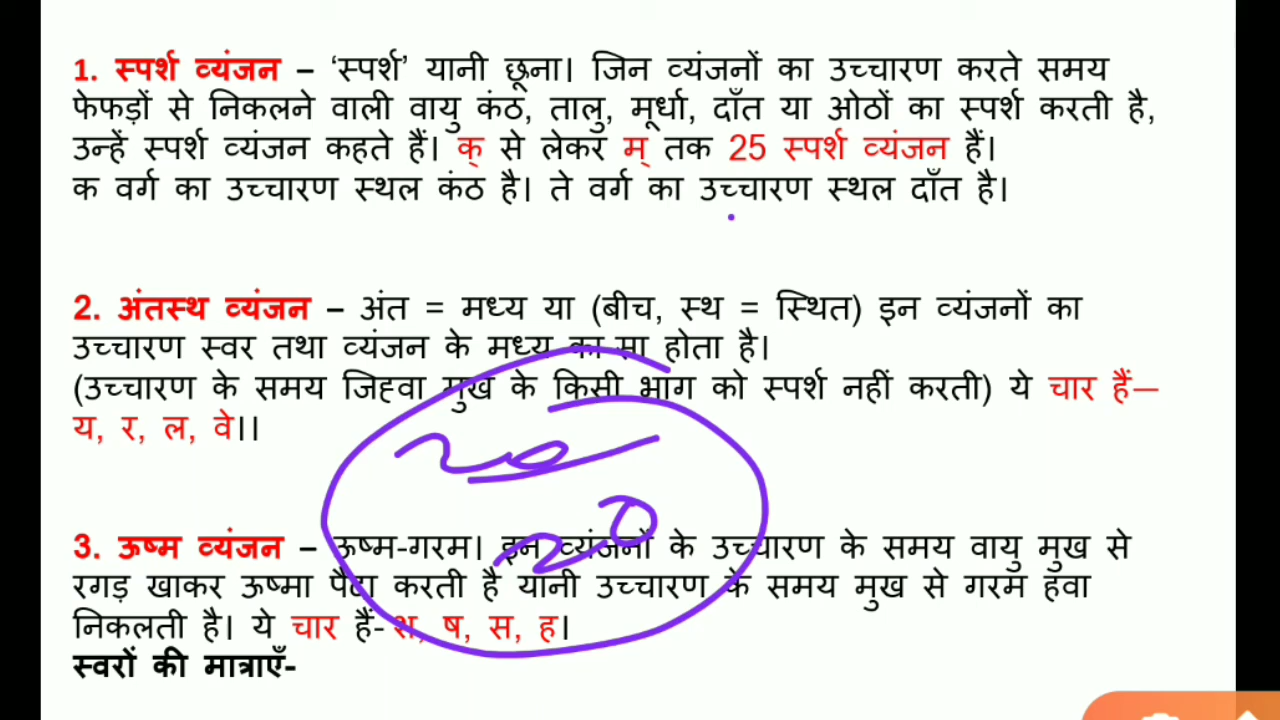 1. स्पर्श व्यंजन – ‘स्पर्श’ यानी छूना। जिन व्यंजनों का उच्चारण करते समय
फेफड़ों से निकलने वाली वायु कंठ, तालु, मूर्धा, दाँत या ओठों का स्पर्श करती है,
उन्हें स्पर्श व्यंजन कहते हैं। क् से लेकर म् तक 25 स्पर्श व्यंजन हैं।
क वर्ग का उच्चारण स्थल कंठ है। ते वर्ग का उच्चारण स्थल दाँत है।
2. अंतस्थ व्यंजन – अंत = मध्य या (बीच, स्थ = स्थित) इन व्यंजनों का
उच्चारण स्वर तथा व्यंजन के मध्य का सा होता है।
(उच्चारण के समय जिह्वा मुख के किसी भाग को स्पर्श नहीं करती) ये चार हैं—
य, र, ल, वे।।
3. ऊष्म व्यंजन – ऊष्म-गरम। इन व्यंजनों के उच्चारण के समय वायु मुख से
रगड़ खाकर ऊष्मा पैदा करती है यानी उच्चारण के समय मुख से गरम हवा
निकलती है। ये चार हैं- श, ष, स, ह।
स्वरों की मात्राएँ-